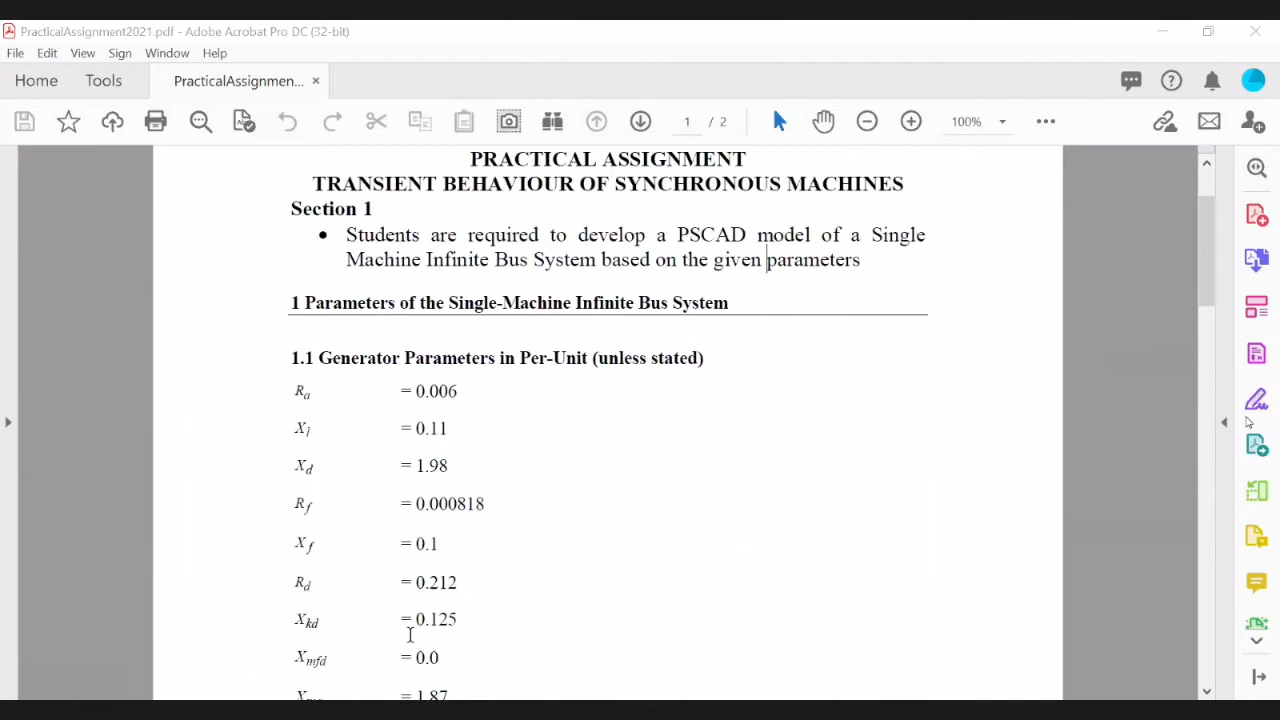 PracticalAssignment2021.pdf - Adobe Acrobat Pro DC (32-bit)
File Edit View Sign Window Help
Home Tools PracticalAssignmen... ×
1 / 2 100%
PRACTICAL ASSIGNMENT
TRANSIENT BEHAVIOUR OF SYNCHRONOUS MACHINES
Section 1
• Students are required to develop a PSCAD model of a Single
Machine Infinite Bus System based on the given parameters
1 Parameters of the Single-Machine Infinite Bus System
1.1 Generator Parameters in Per-Unit (unless stated)
Ra = 0.006
Xl = 0.11
Xd = 1.98
Rf = 0.000818
Xf = 0.1
Rd = 0.212
Xkd = 0.125
Xmfd = 0.0
= 1.87